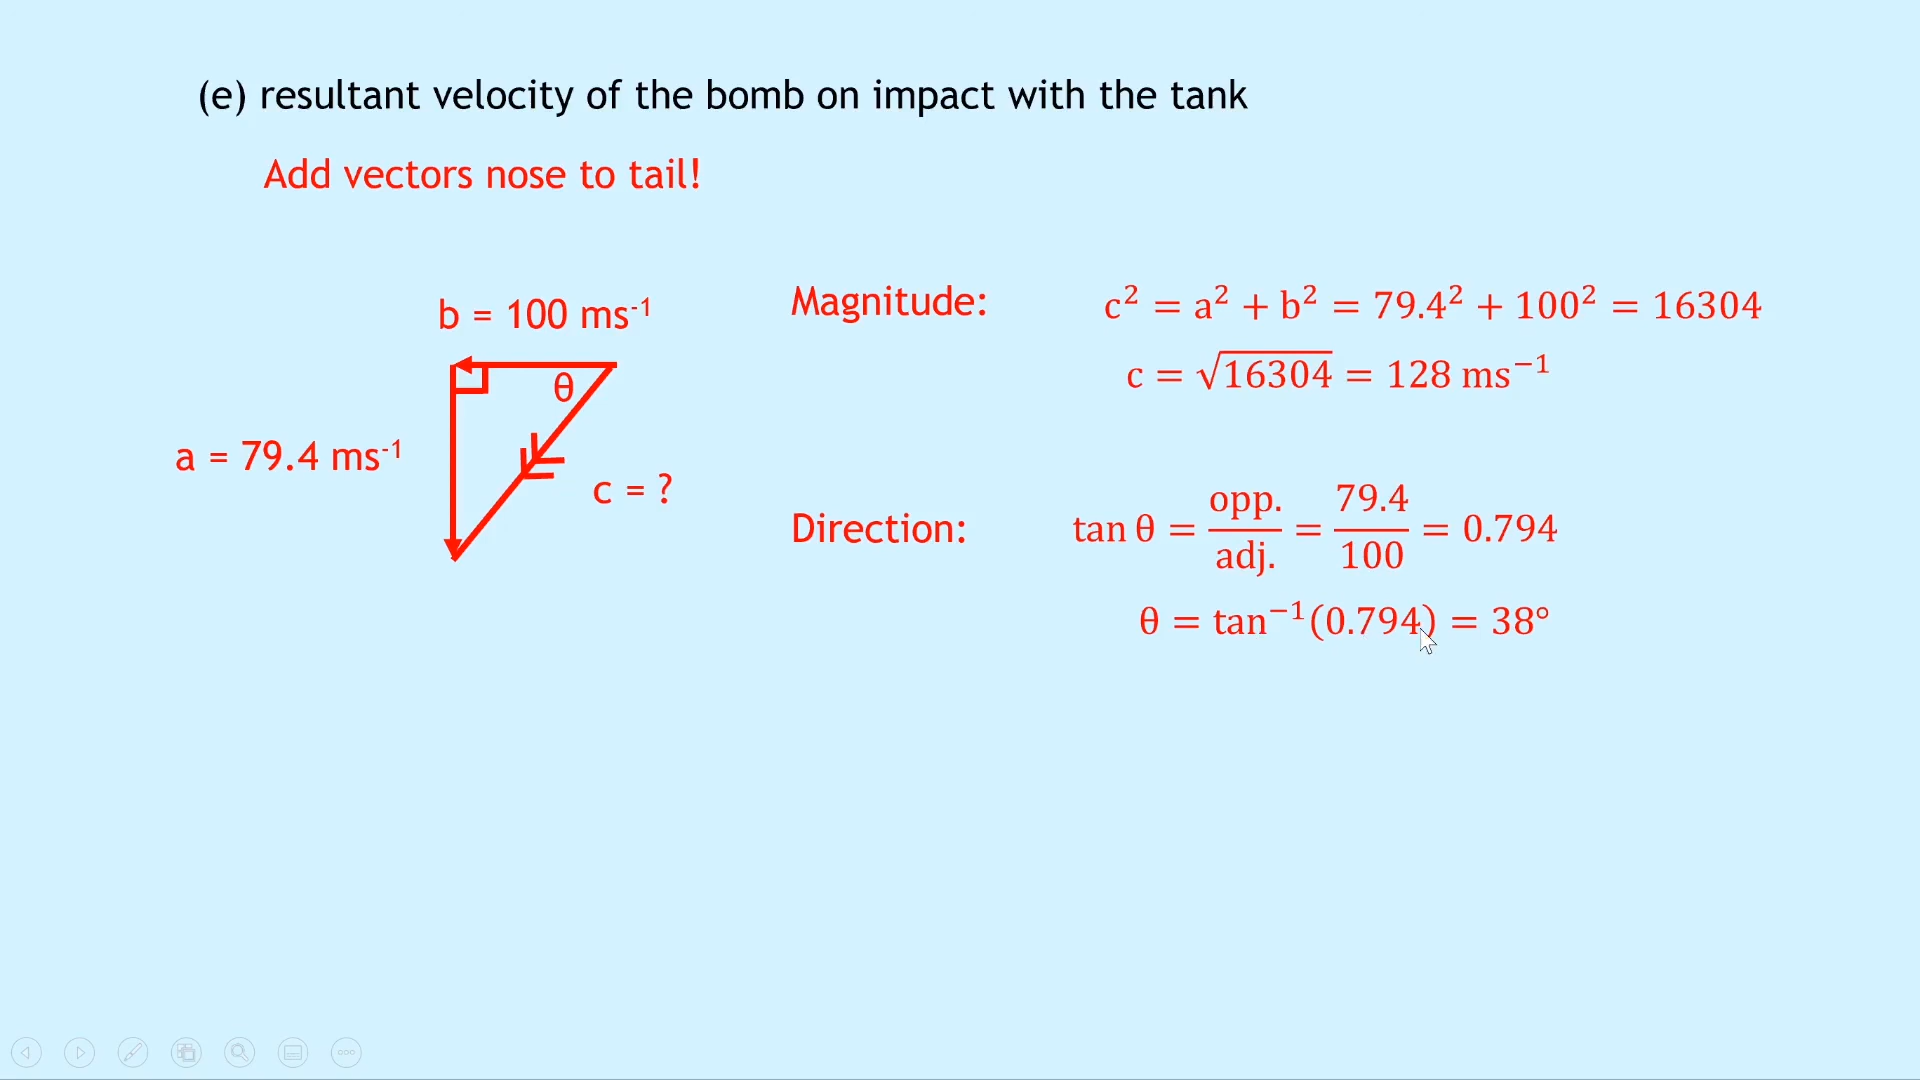 (e) resultant velocity of the bomb on impact with the tank
Add vectors nose to tail!
b = 100 ms⁻¹
θ
a = 79.4 ms⁻¹
c = ?
Magnitude:
c² = a² + b² = 79.4² + 100² = 16304
c = √16304 = 128 ms⁻¹
Direction:
tan θ = opp./adj. = 79.4/100 = 0.794
θ = tan⁻¹(0.794) = 38°